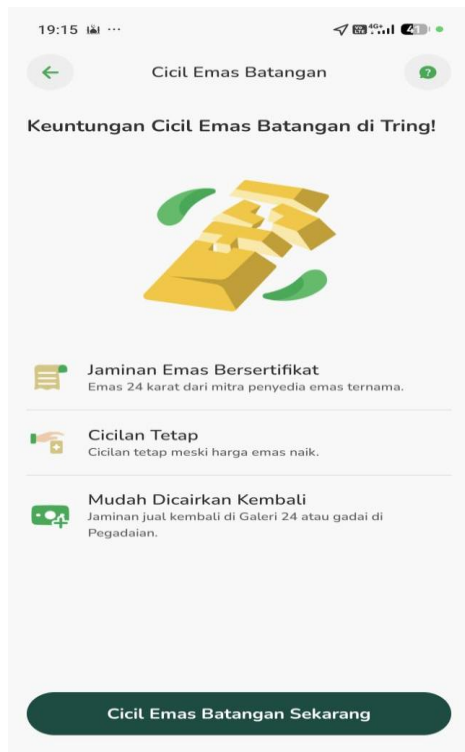 19:15
4G+
41
Cicil Emas Batangan
Keuntungan Cicil Emas Batangan di Tring!
Jaminan Emas Bersertifikat
Emas 24 karat dari mitra penyedia emas ternama.
Cicilan Tetap
Cicilan tetap meski harga emas naik.
Mudah Dicairkan Kembali
Jaminan jual kembali di Galeri 24 atau gadai di
Pegadaian.
Cicil Emas Batangan Sekarang